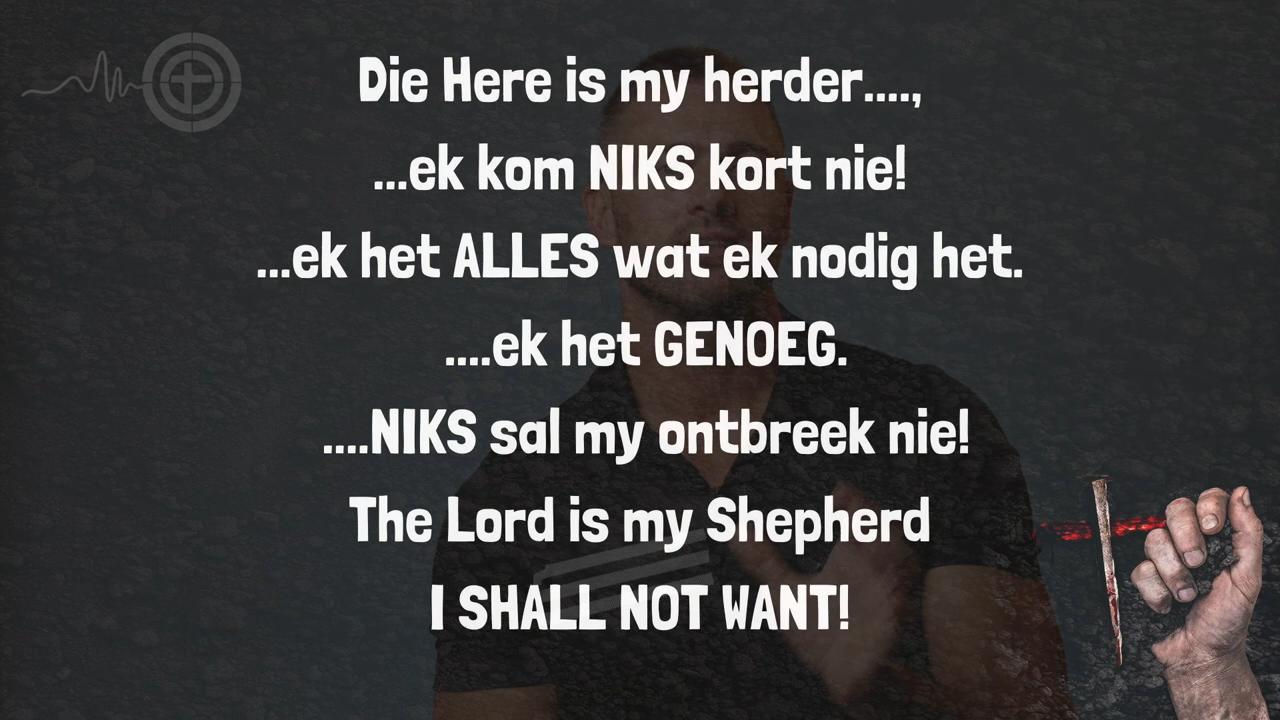 Die Here is my herder....,
...ek kom NIKS kort nie!
...ek het ALLES wat ek nodig het.
....ek het GENOEG.
....NIKS sal my ontbreek nie!
The Lord is my Shepherd
I SHALL NOT WANT!